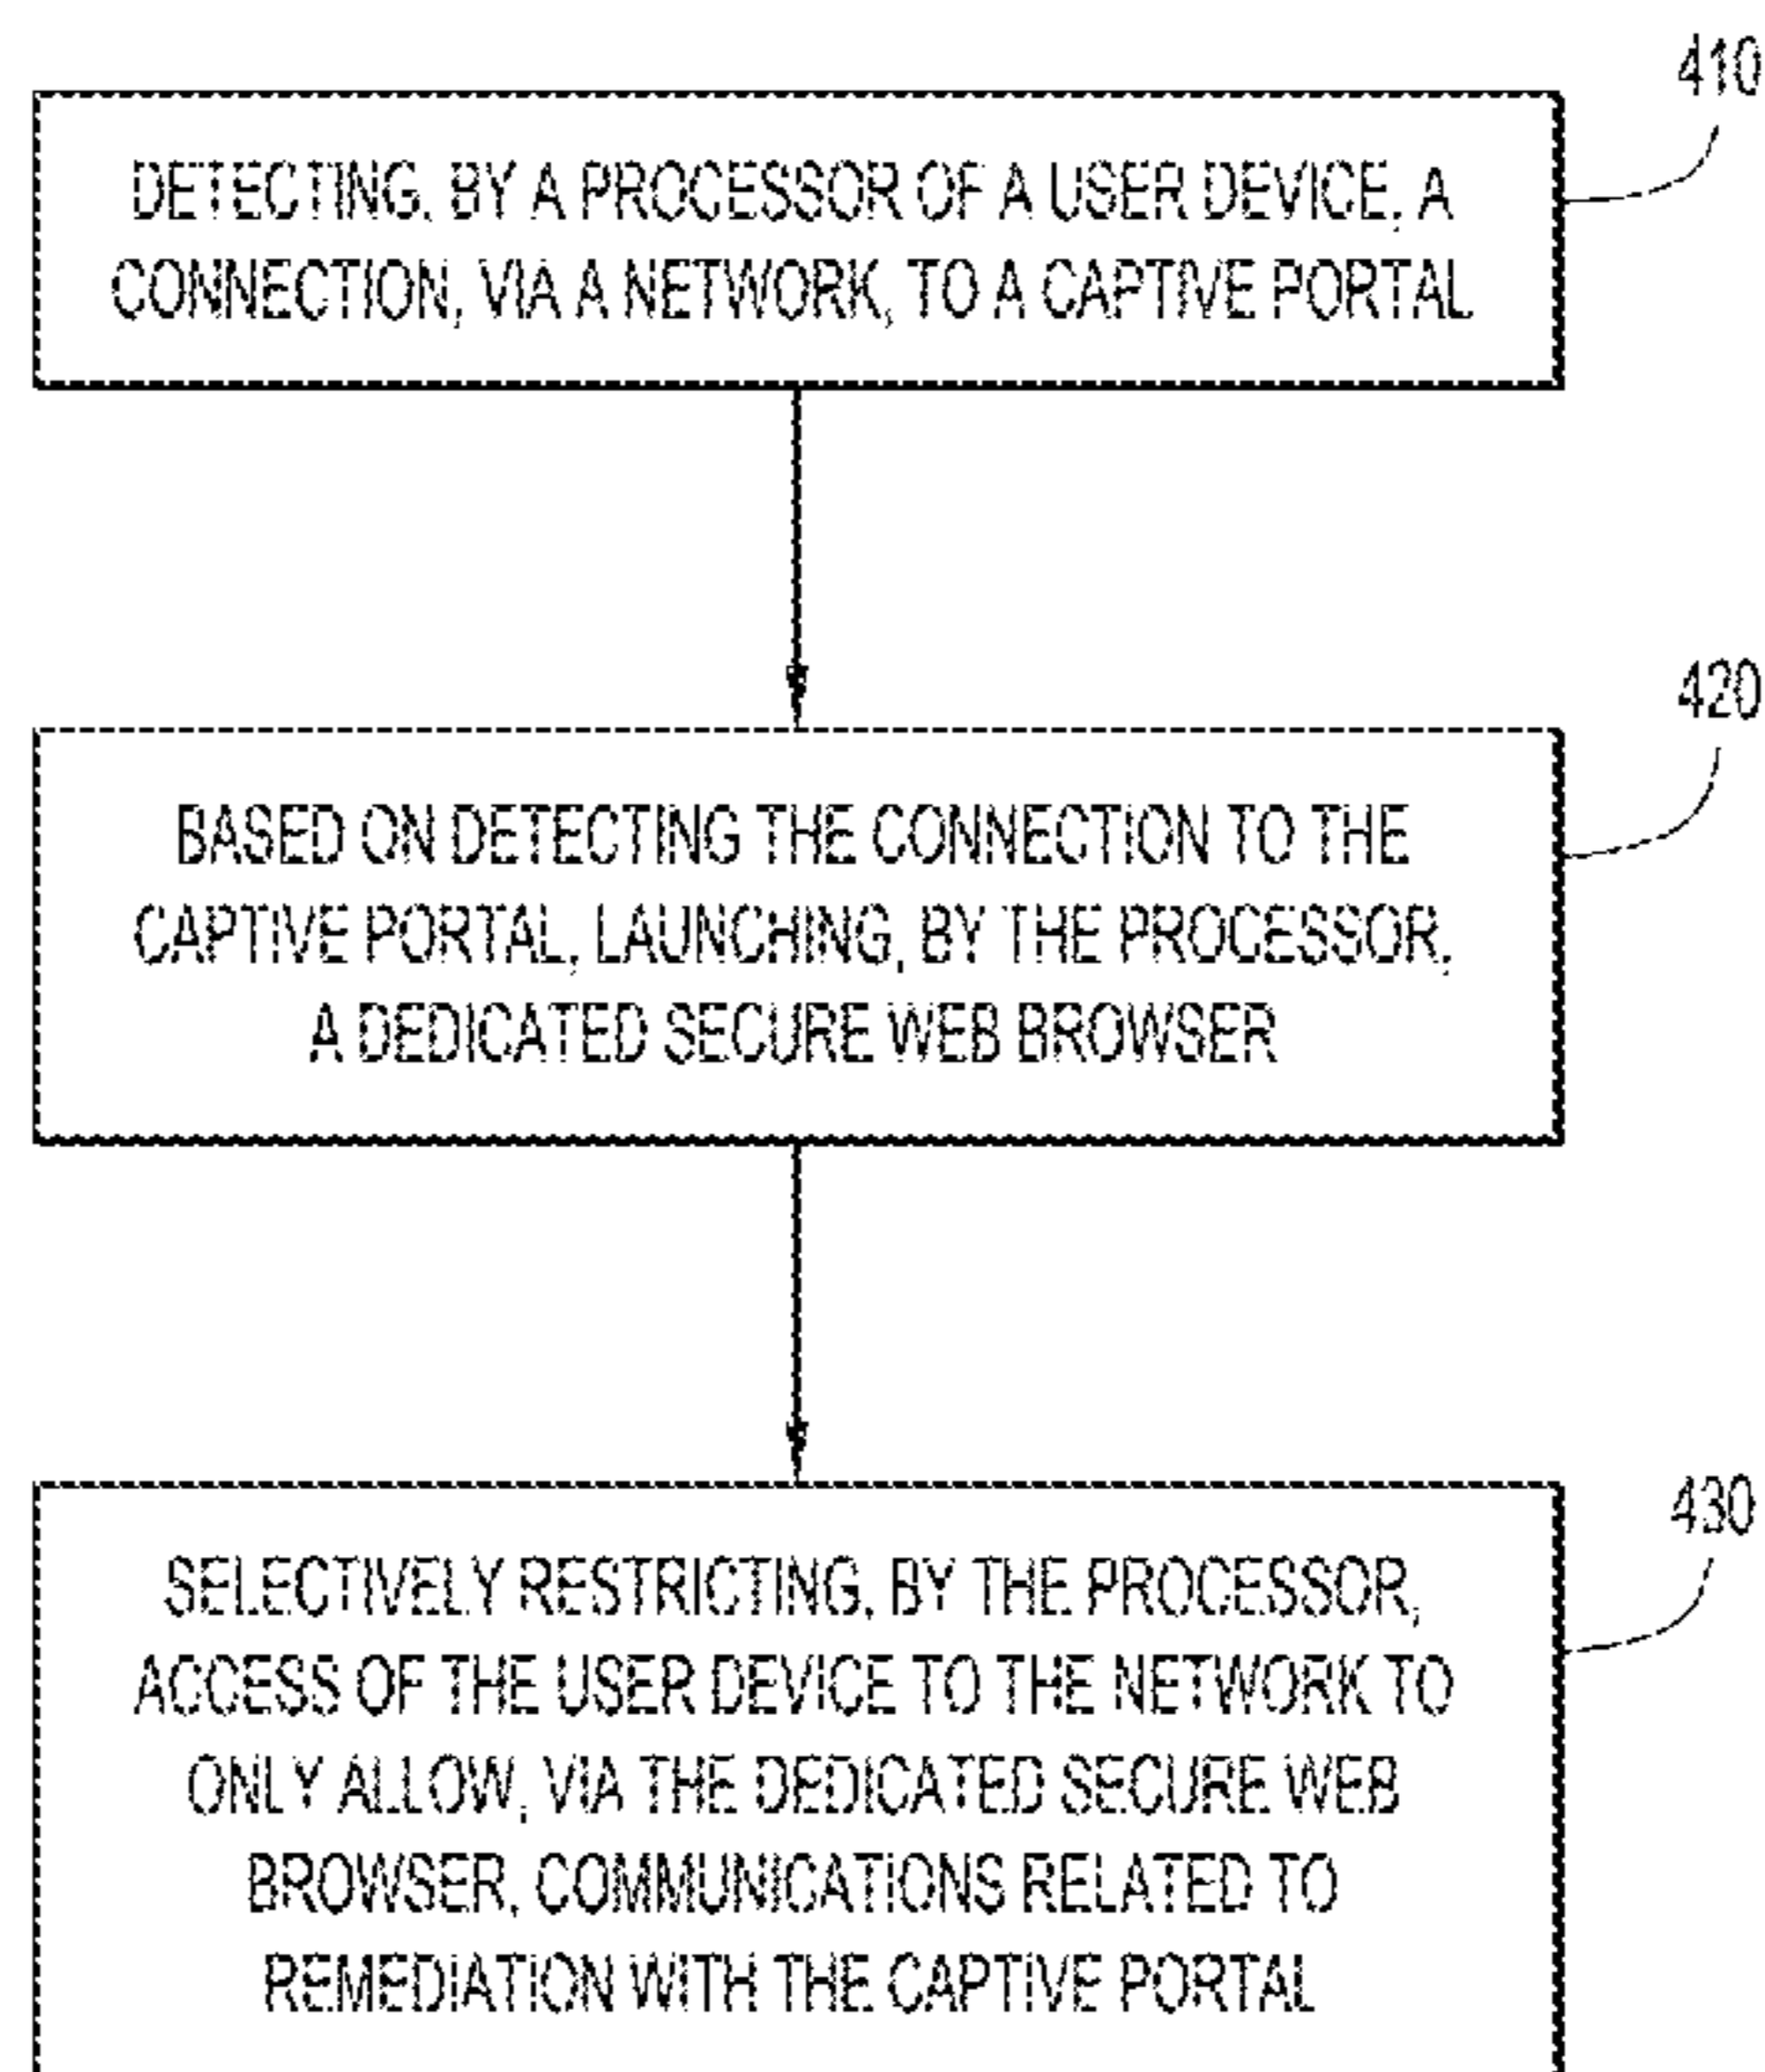 410
DETECTING, BY A PROCESSOR OF A USER DEVICE, A
CONNECTION, VIA A NETWORK, TO A CAPTIVE PORTAL
420
BASED ON DETECTING THE CONNECTION TO THE
CAPTIVE PORTAL, LAUNCHING, BY THE PROCESSOR,
A DEDICATED SECURE WEB BROWSER
430
SELECTIVELY RESTRICTING, BY THE PROCESSOR,
ACCESS OF THE USER DEVICE TO THE NETWORK TO
ONLY ALLOW, VIA THE DEDICATED SECURE WEB
BROWSER, COMMUNICATIONS RELATED TO
REMEDIATION WITH THE CAPTIVE PORTAL